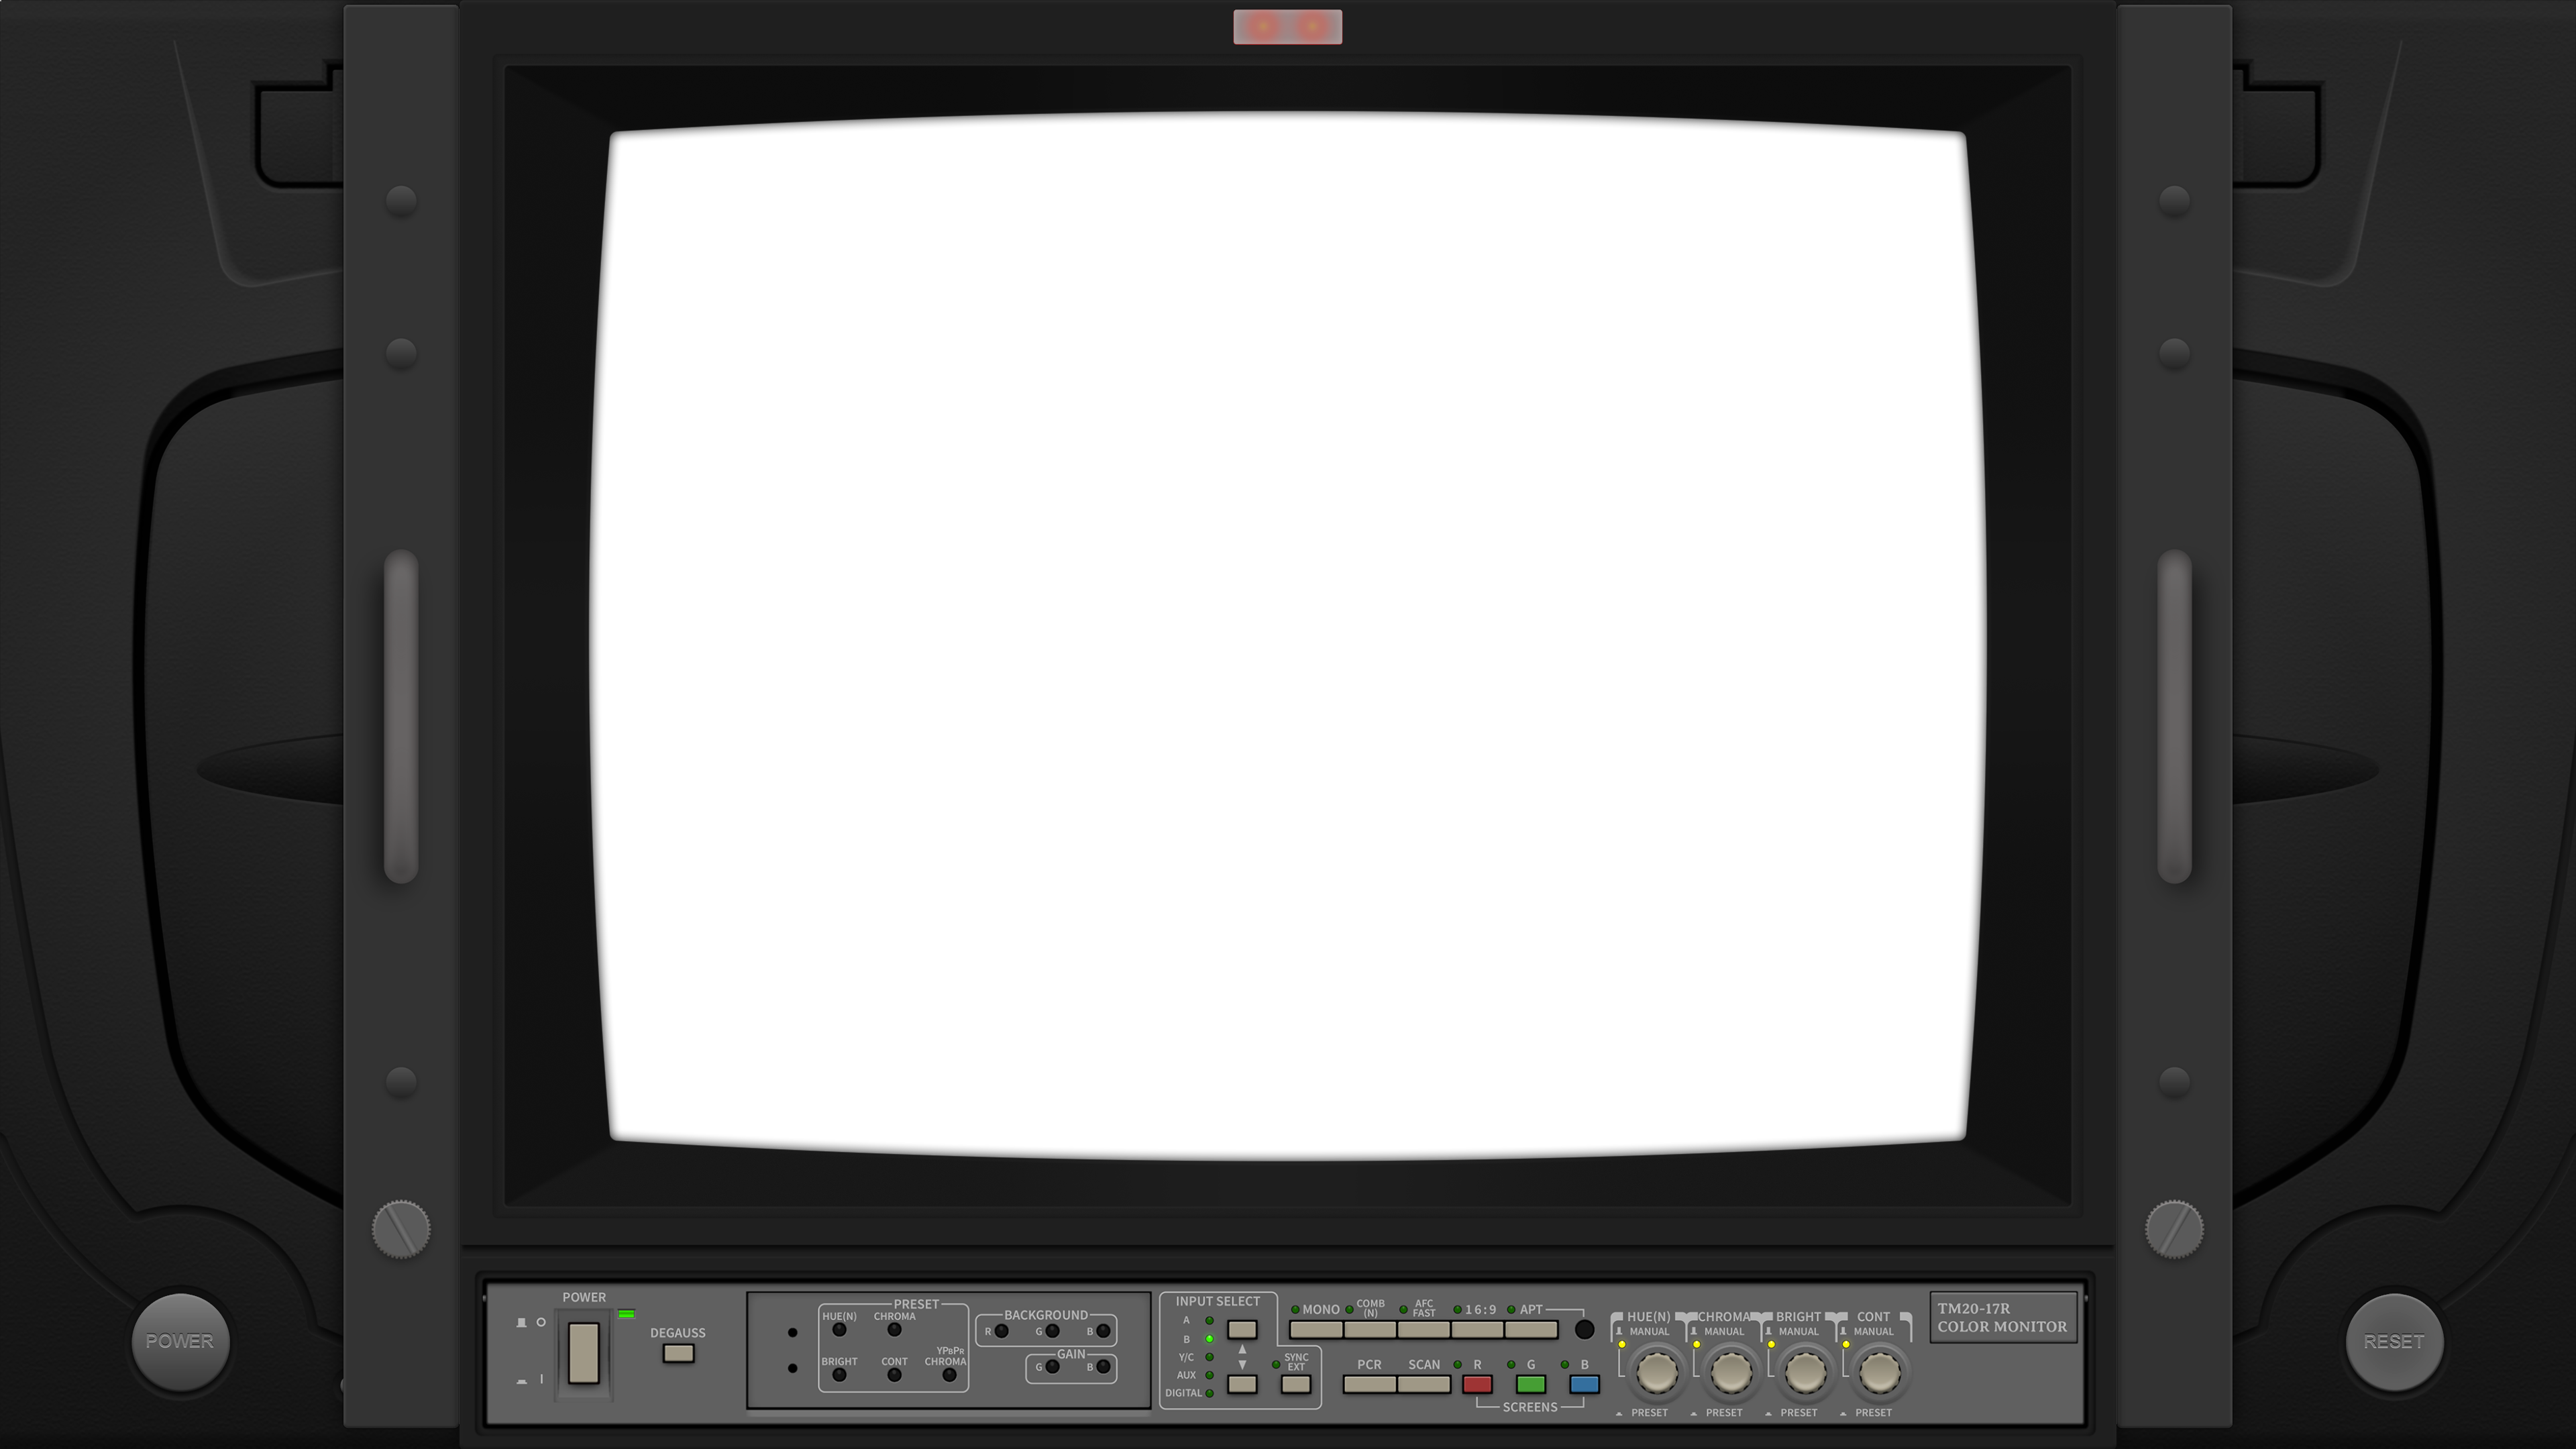 POWER
DEGAUSS
I
PRESET
HUE(N)
CHROMA
BRIGHT
CONT
YPBPR
CHROMA
BACKGROUND
R
G
B
GAIN
G
B
INPUT SELECT
A
B
Y/C
AUX
DIGITAL
SYNC
EXT
MONO
COMB
(N)
AFC
FAST
16:9
APT
PCR
SCAN
R
G
B
SCREENS
HUE(N)
MANUAL
PRESET
CHROMA
MANUAL
PRESET
BRIGHT
MANUAL
PRESET
CONT
MANUAL
PRESET
TM20-17R
COLOR MONITOR
POWER
RESET